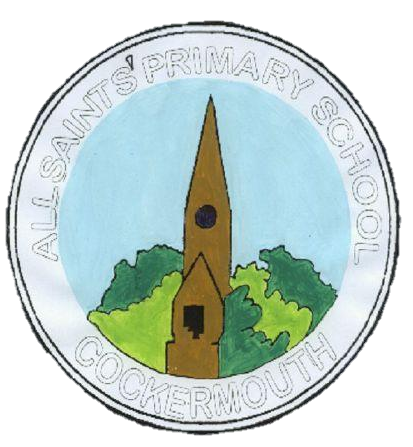 ALL SAINTS' PRIMARY SCHOOL
COCKERMOUTH